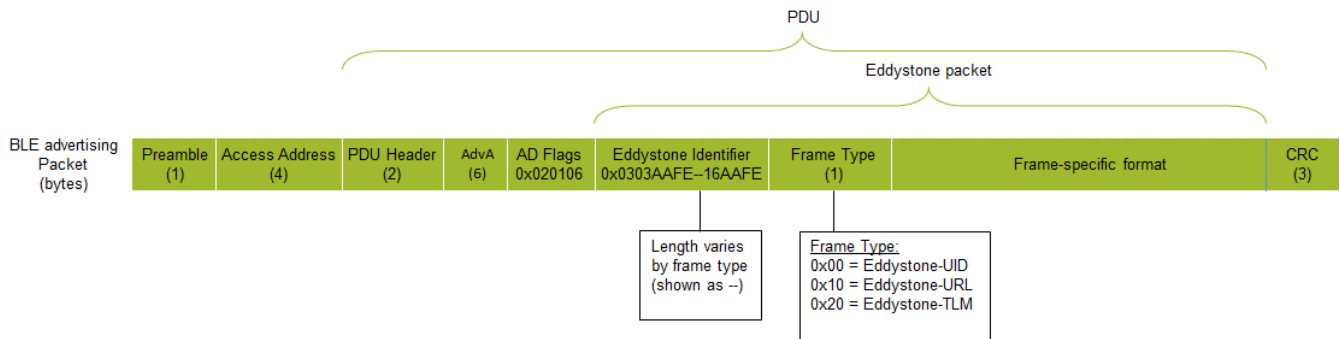 PDU
Eddystone packet
BLE advertising
Packet
(bytes)
Preamble
(1)
Access Address
(4)
PDU Header
(2)
AdvA
(6)
AD Flags
0x020106
Eddystone Identifier
0x0303AAFE--16AAFE
Frame Type
(1)
Frame-specific format
CRC
(3)
Length varies
by frame type
(shown as --)
Frame Type:
0x00 = Eddystone-UID
0x10 = Eddystone-URL
0x20 = Eddystone-TLM